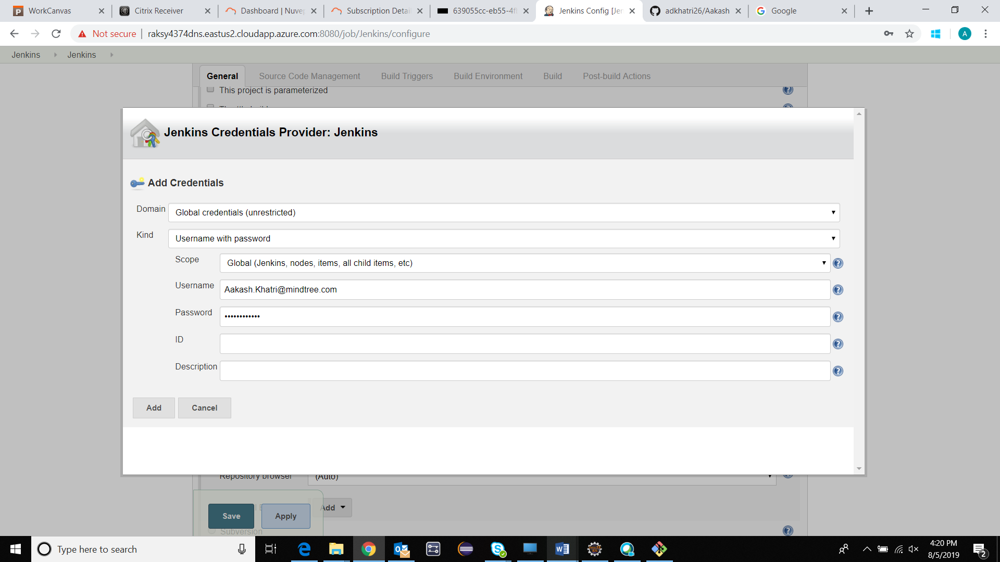 WorkCanvas
Citrix Receiver
Dashboard | Nuve
Subscription Detail
639055cc-eb55-4f
Jenkins Config [Je
adkhatri26/Aakash
Google
Not secure | raksy4374dns.eastus2.cloudapp.azure.com:8080/job/Jenkins/configure
A
Jenkins Jenkins
General Source Code Management Build Triggers Build Environment Build Post-build Actions
This project is parameterized
Jenkins Credentials Provider: Jenkins
Add Credentials
Domain Global credentials (unrestricted)
Kind Username with password
Scope Global (Jenkins, nodes, items, all child items, etc)
Username Aakash.Khatri@mindtree.com
Password ••••••••••••
ID
Description
Add Cancel
Repository browser (Auto)
Add
Save Apply
Subversion
Type here to search
4:20 PM
8/5/2019
2